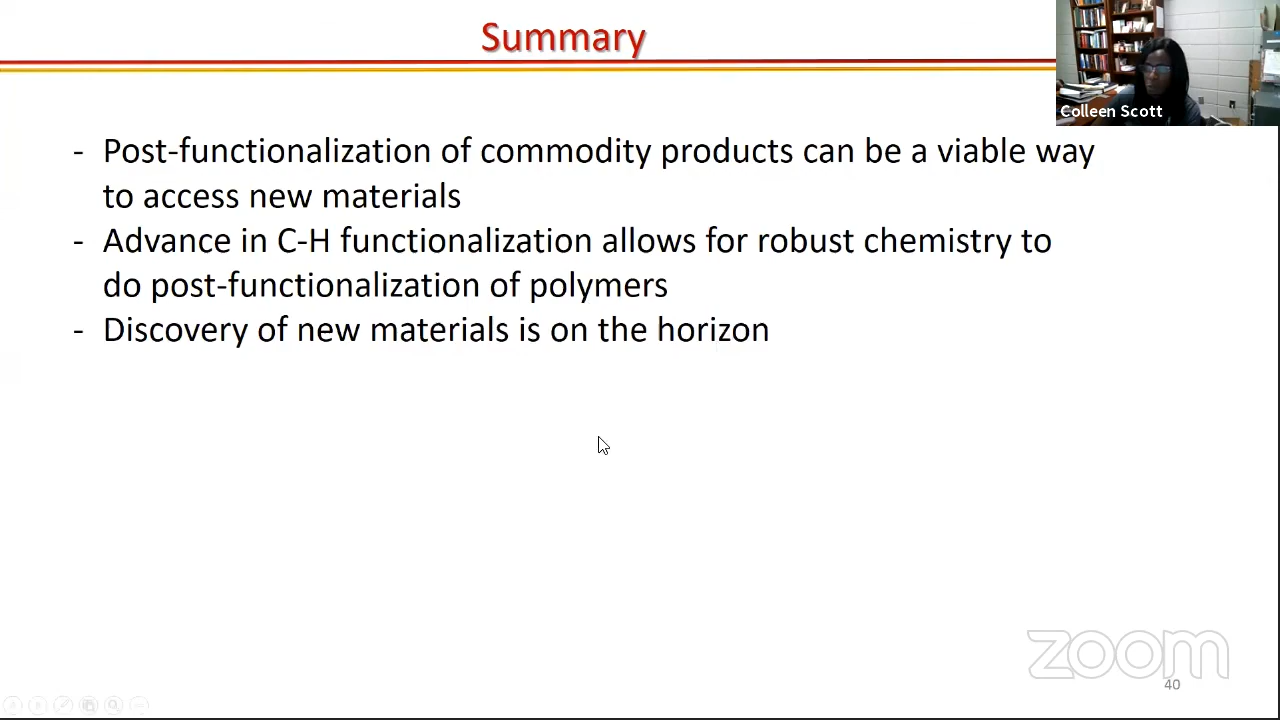 Summary
Colleen Scott
- Post-functionalization of commodity products can be a viable way
to access new materials
- Advance in C-H functionalization allows for robust chemistry to
do post-functionalization of polymers
- Discovery of new materials is on the horizon
zoom
40